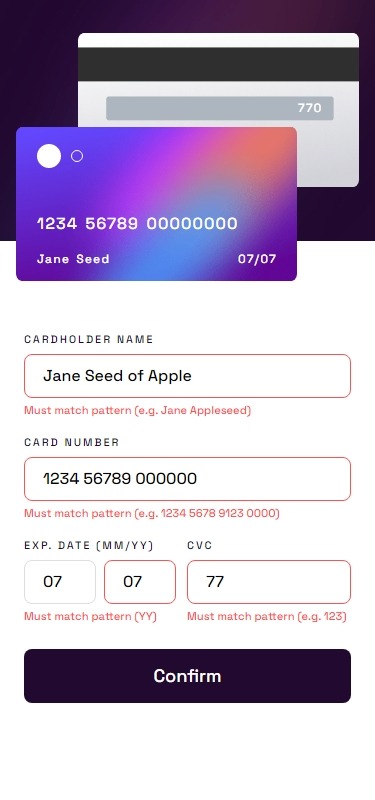 770
1234 56789 00000000
Jane Seed 07/07
CARDHOLDER NAME
Jane Seed of Apple
Must match pattern (e.g. Jane Appleseed)
CARD NUMBER
1234 56789 000000
Must match pattern (e.g. 1234 5678 9123 0000)
EXP. DATE (MM/YY) CVC
07 07 77
Must match pattern (YY) Must match pattern (e.g. 123)
Confirm